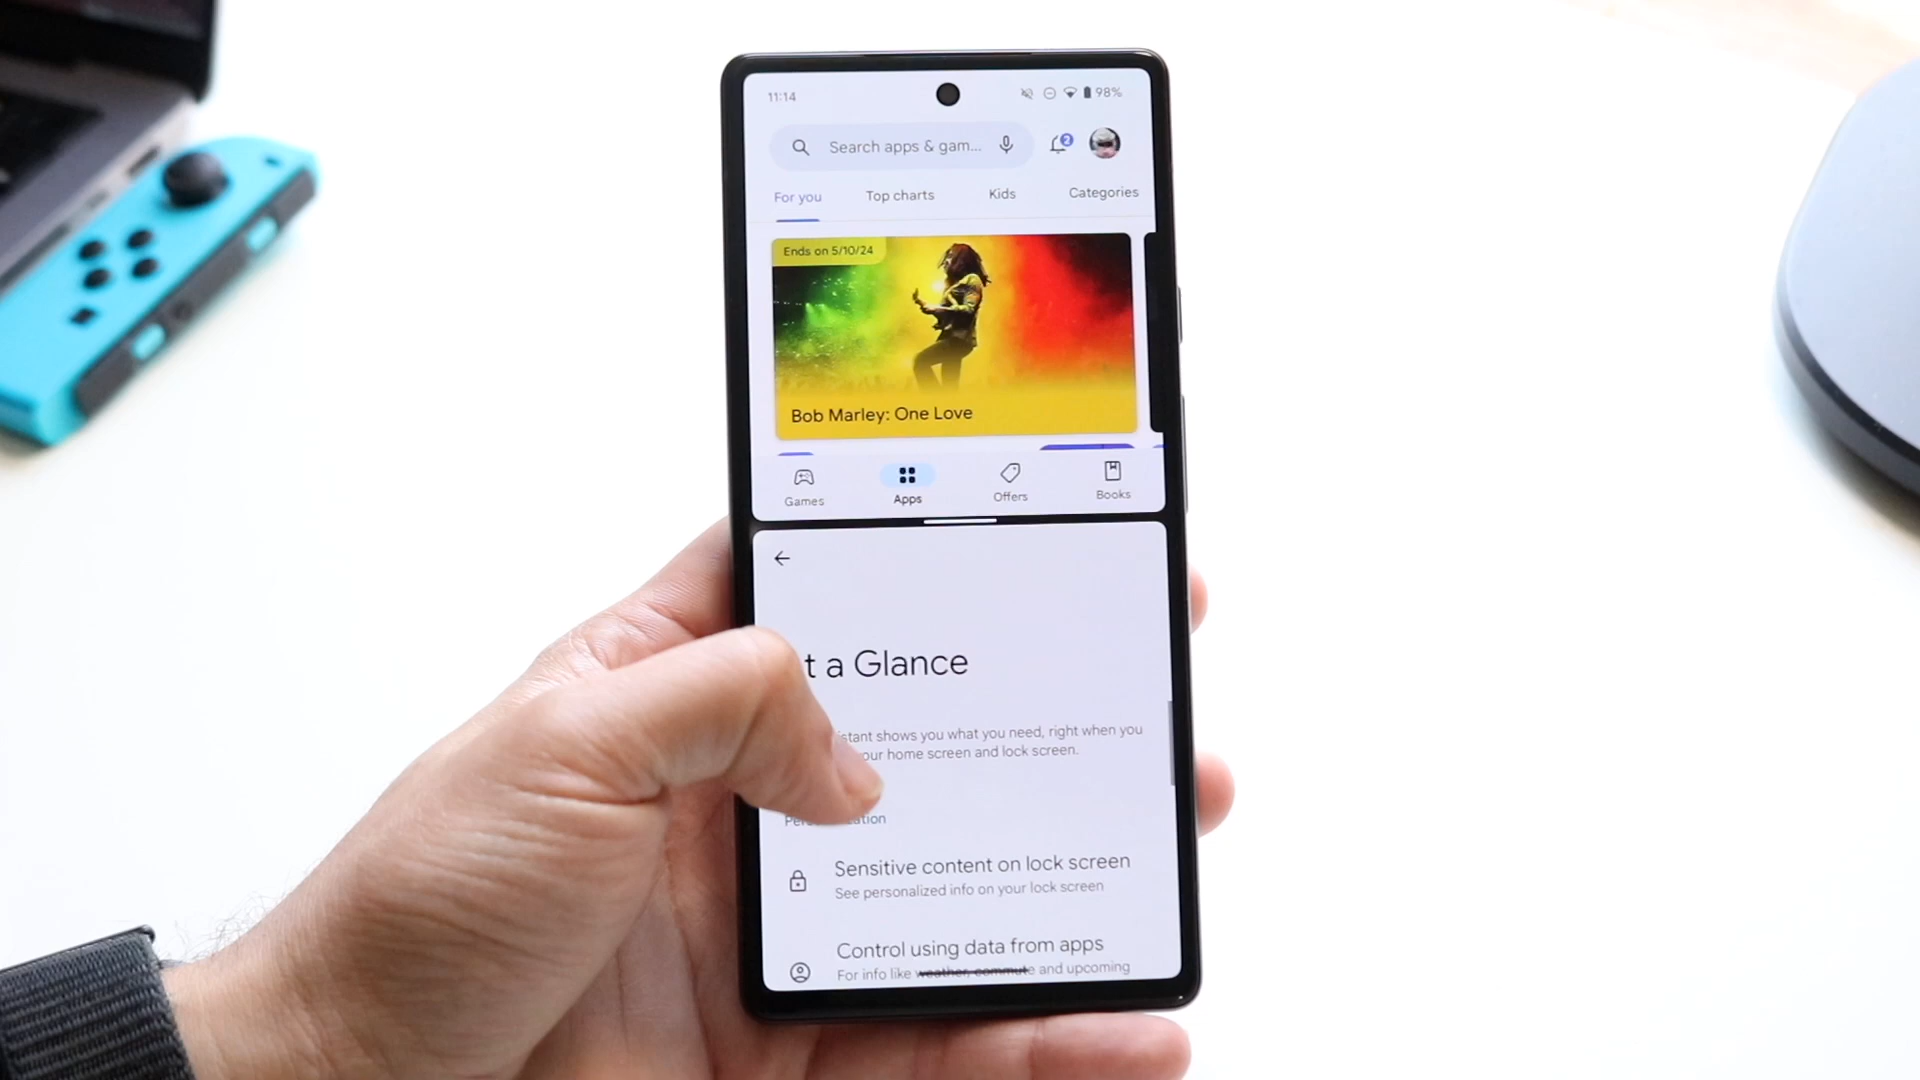 11:14
98%
Search apps & gam...
2
For you
Top charts
Kids
Categories
Ends on 5/10/24
Bob Marley: One Love
Games
Apps
Offers
Books
t a Glance
stant shows you what you need, right when you
our home screen and lock screen.
Sensitive content on lock screen
See personalized info on your lock screen
Control using data from apps
For info like weather, commute and upcoming